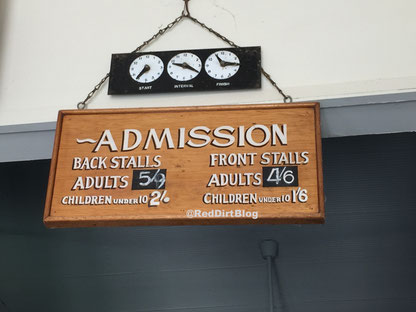 START INTERVAL FINISH
~ADMISSION
BACK STALLS FRONT STALLS
ADULTS 5/9 ADULTS 4/6
CHILDREN UNDER 10 2/- CHILDREN UNDER 10 1/6
@RedDirtBlog